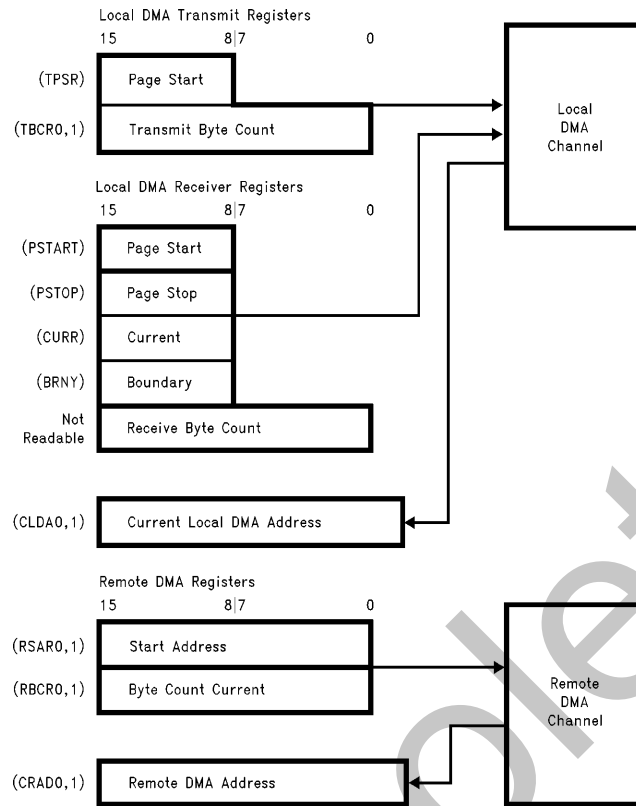 Local DMA Transmit Registers
15 8|7 0
(TPSR) Page Start
(TBCR0,1) Transmit Byte Count
Local DMA Channel
Local DMA Receiver Registers
15 8|7 0
(PSTART) Page Start
(PSTOP) Page Stop
(CURR) Current
(BRNY) Boundary
Not Readable Receive Byte Count
(CLDA0,1) Current Local DMA Address
Remote DMA Registers
15 8|7 0
(RSAR0,1) Start Address
(RBCR0,1) Byte Count Current
Remote DMA Channel
(CRAD0,1) Remote DMA Address